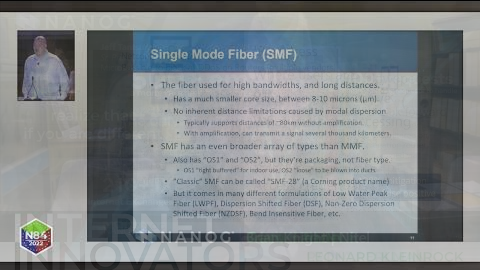 NANOG
Single Mode Fiber (SMF)
• The fiber used for high bandwidths, and long distances.
• Has a much smaller core size, between 8-10 microns (μm)
• No inherent distance limitations caused by modal dispersion
• Typically supports distances of ~80km without amplification.
• With amplification, can transmit a signal several thousand kilometers.
• SMF has an even broader array of types than MMF.
• Also has "OS1" and "OS2", but they're packaging, not fiber type.
• OS1 "tight buffered" for indoor use, OS2 "loose" to be blown into ducts.
• "Classic" SMF can be called "SMF-28" (a Corning product name)
• But it comes in many different formulations of Low Water Peak
Fiber (LWPF), Dispersion Shifted Fiber (DSF), Non-Zero Dispersion
Shifted Fiber (NZDSF), Bend Insensitive Fiber, etc.
N84
2022
INTERNET
INNOVATORS
NANOG
LEONARD KLEINROCK